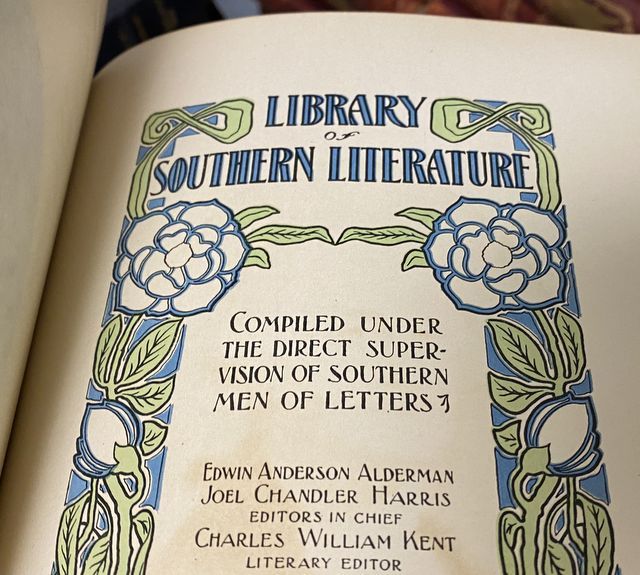 LIBRARY
OF
SOUTHERN LITERATURE
COMPILED UNDER
THE DIRECT SUPER-
VISION OF SOUTHERN
MEN OF LETTERS
EDWIN ANDERSON ALDERMAN
JOEL CHANDLER HARRIS
EDITORS IN CHIEF
CHARLES WILLIAM KENT
LITERARY EDITOR